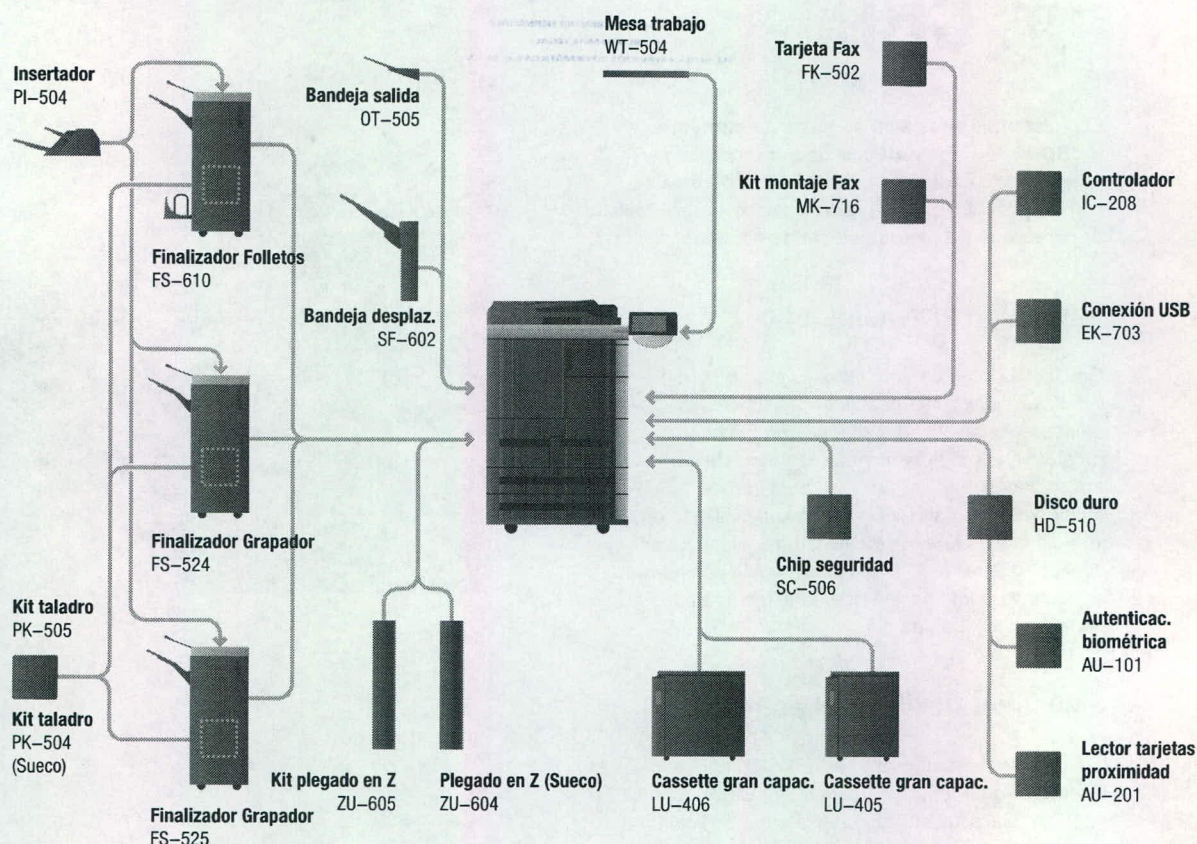 Mesa trabajo
WT-504
Tarjeta Fax
FK-502
Insertador
PI-504
Bandeja salida
OT-505
Kit montaje Fax
MK-716
Controlador
IC-208
Finalizador Folletos
FS-610
Bandeja desplaz.
SF-602
Conexión USB
EK-703
Finalizador Grapador
FS-524
Disco duro
HD-510
Chip seguridad
SC-506
Kit taladro
PK-505
Autenticac.
biométrica
AU-101
Kit taladro
PK-504
(Sueco)
Lector tarjetas
proximidad
AU-201
Kit plegado en Z
ZU-605
Plegado en Z (Sueco)
ZU-604
Cassette gran capac.
LU-406
Cassette gran capac.
LU-405
Finalizador Grapador
FS-525